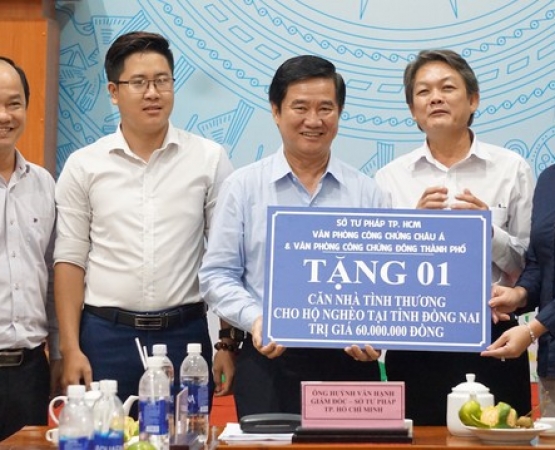 SỞ TƯ PHÁP TP. HCM
VĂN PHÒNG CÔNG CHỨNG CHÂU Á
& VĂN PHÒNG CÔNG CHỨNG ĐÔNG THÀNH PHỐ
TẶNG 01
CĂN NHÀ TÌNH THƯƠNG
CHO HỘ NGHÈO TẠI TỈNH ĐỒNG NAI
TRỊ GIÁ 60.000.000 ĐỒNG
ÔNG HUỲNH VĂN HẠNH
GIÁM ĐỐC – SỞ TƯ PHÁP
TP. HỒ CHÍ MINH